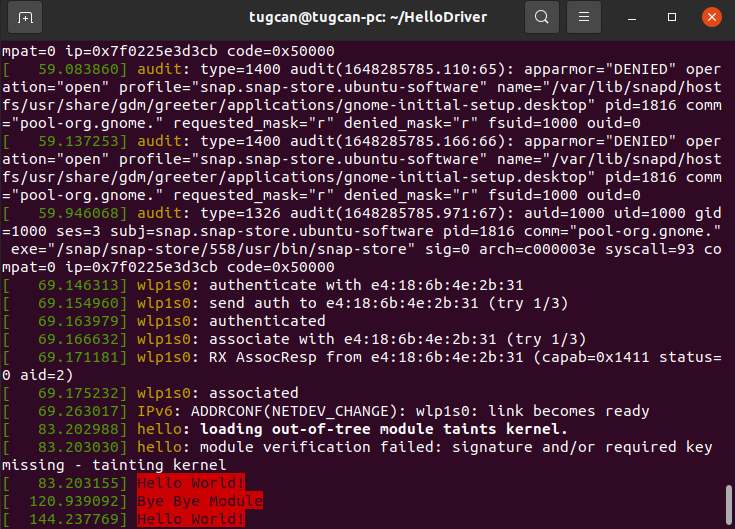 tugcan@tugcan-pc: ~/HelloDriver
mpat=0 ip=0x7f0225e3d3cb code=0x50000
[   59.083860] audit: type=1400 audit(1648285785.110:65): apparmor="DENIED" oper
ation="open" profile="snap.snap-store.ubuntu-software" name="/var/lib/snapd/host
fs/usr/share/gdm/greeter/applications/gnome-initial-setup.desktop" pid=1816 comm
="pool-org.gnome." requested_mask="r" denied_mask="r" fsuid=1000 ouid=0
[   59.137253] audit: type=1400 audit(1648285785.166:66): apparmor="DENIED" oper
ation="open" profile="snap.snap-store.ubuntu-software" name="/var/lib/snapd/host
fs/usr/share/gdm/greeter/applications/gnome-initial-setup.desktop" pid=1816 comm
="pool-org.gnome." requested_mask="r" denied_mask="r" fsuid=1000 ouid=0
[   59.946068] audit: type=1326 audit(1648285785.971:67): auid=1000 uid=1000 gid
=1000 ses=3 subj=snap.snap-store.ubuntu-software pid=1816 comm="pool-org.gnome."
 exe="/snap/snap-store/558/usr/bin/snap-store" sig=0 arch=c000003e syscall=93 co
mpat=0 ip=0x7f0225e3d3cb code=0x50000
[   69.146313] wlp1s0: authenticate with e4:18:6b:4e:2b:31
[   69.154960] wlp1s0: send auth to e4:18:6b:4e:2b:31 (try 1/3)
[   69.163979] wlp1s0: authenticated
[   69.166632] wlp1s0: associate with e4:18:6b:4e:2b:31 (try 1/3)
[   69.171181] wlp1s0: RX AssocResp from e4:18:6b:4e:2b:31 (capab=0x1411 status=
0 aid=2)
[   69.175232] wlp1s0: associated
[   69.263017] IPv6: ADDRCONF(NETDEV_CHANGE): wlp1s0: link becomes ready
[   83.202988] hello: loading out-of-tree module taints kernel.
[   83.203030] hello: module verification failed: signature and/or required key
missing - tainting kernel
[   83.203155] Hello World!
[  120.939092] Bye Bye Module
[  144.237769] Hello World!